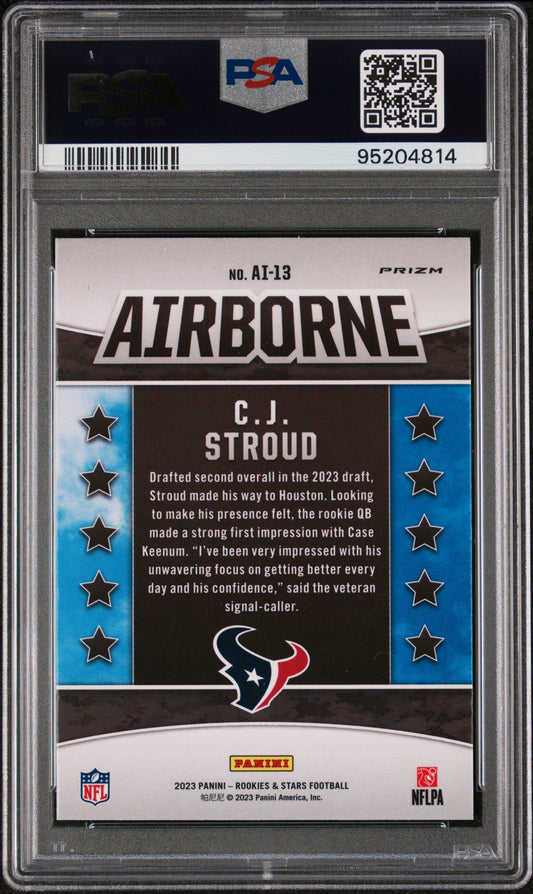 PSA
PSA
95204814
NO. AI-13
PRIZM
AIRBORNE
C.J.
STROUD
Drafted second overall in the 2023 draft,
Stroud made his way to Houston. Looking
to make his presence felt, the rookie QB
made a strong first impression with Case
Keenum. “I’ve been very impressed with his
unwavering focus on getting better every
day and his confidence,” said the veteran
signal-caller.
PANINI
2023 PANINI – ROOKIES & STARS FOOTBALL
帕尼尼 © 2023 Panini America, Inc.
NFL
NFLPA
PSA